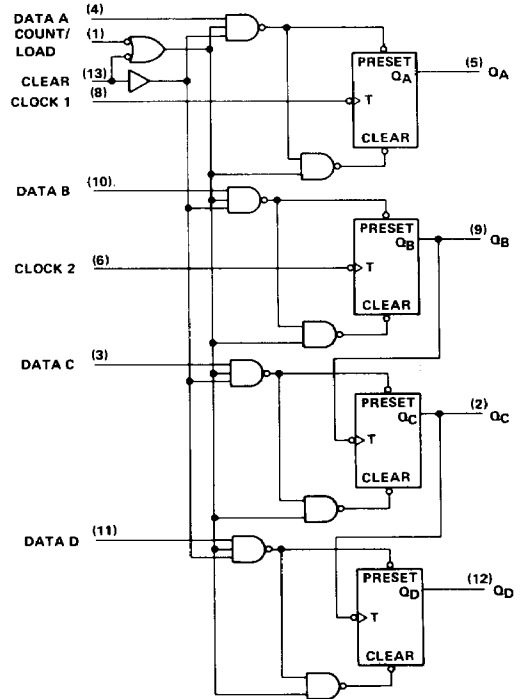 DATA A (4)
COUNT/
LOAD (1)
CLEAR (13)
CLOCK 1 (8)
PRESET
QA (5) QA
T
CLEAR
DATA B (10).
PRESET
QB (9) QB
CLOCK 2 (6) T
CLEAR
DATA C (3)
PRESET
QC (2) QC
T
CLEAR
DATA D (11)
PRESET
QD (12) QD
T
CLEAR